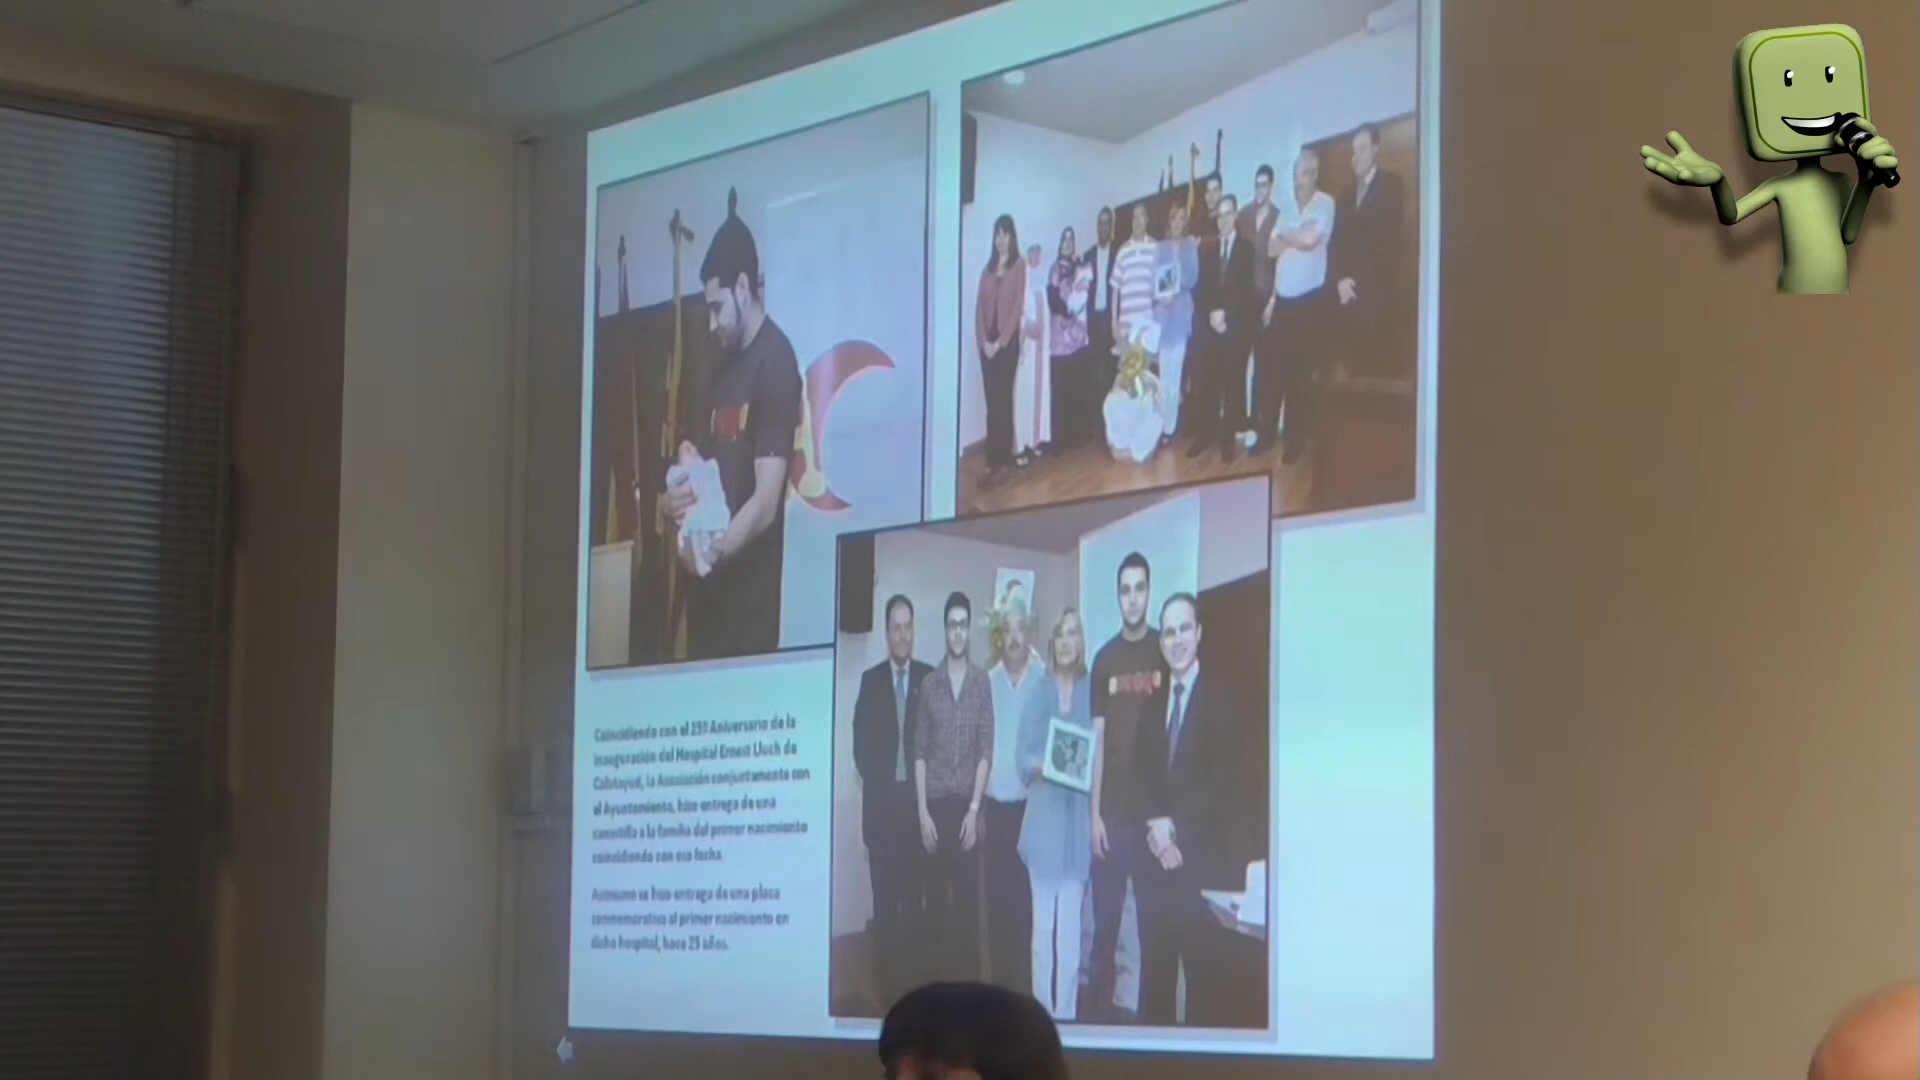 Coincidiendo con el 25º Aniversario de la
inauguración del Hospital Ernest Lluch de
Calatayud, la Asociación conjuntamente con
el Ayuntamiento, hizo entrega de una
canastilla a la familia del primer nacimiento
coincidiendo con esa fecha.
Asimismo se hizo entrega de una placa
conmemorativa al primer nacimiento en
dicho hospital, hace 25 años.